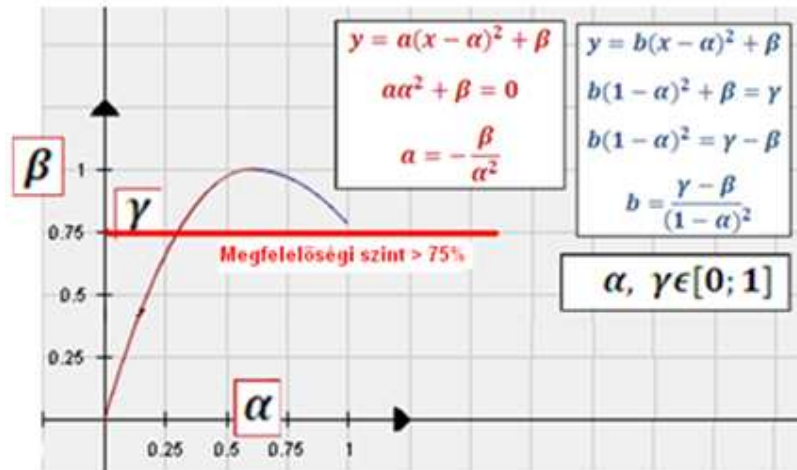 y = a(x − α)² + β
aα² + β = 0
a = −β/α²
y = b(x − α)² + β
b(1 − α)² + β = γ
b(1 − α)² = γ − β
b = (γ − β)/(1 − α)²
β
1
γ
0.75
Megfelelőségi szint > 75%
α, γϵ[0; 1]
0.5
0.25
α
0.25 0.5 0.75 1